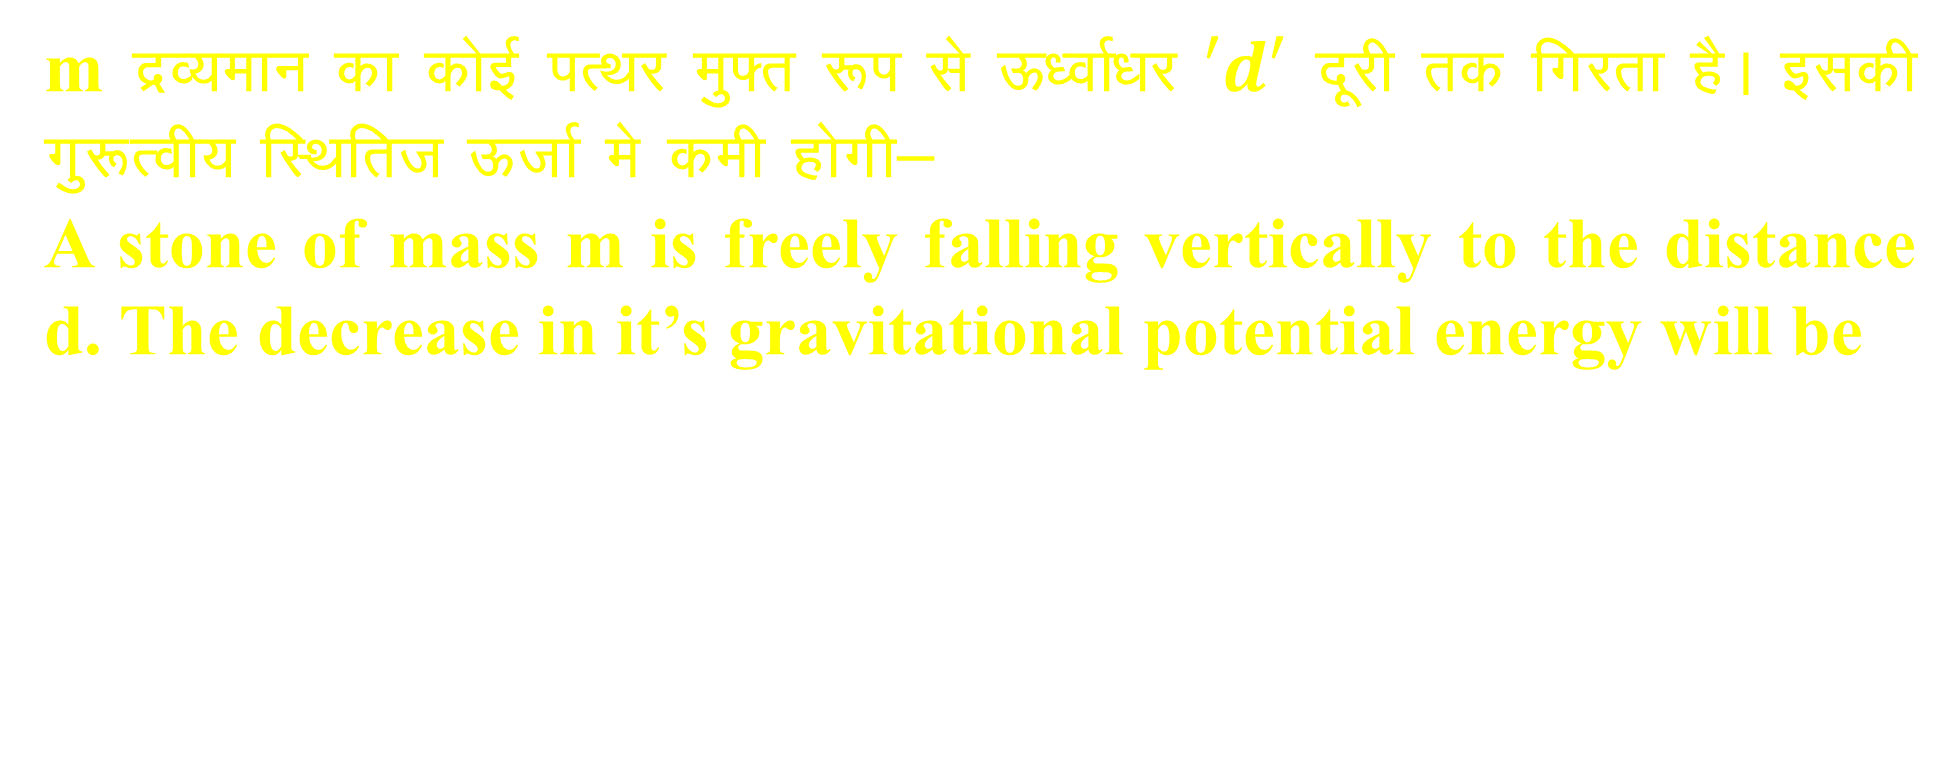 m द्रव्यमान का कोई पत्थर मुफ्त रूप से ऊर्ध्वाधर 'd' दूरी तक गिरता है। इसकी
गुरूत्वीय स्थितिज ऊर्जा मे कमी होगी–
A stone of mass m is freely falling vertically to the distance
d. The decrease in it’s gravitational potential energy will be